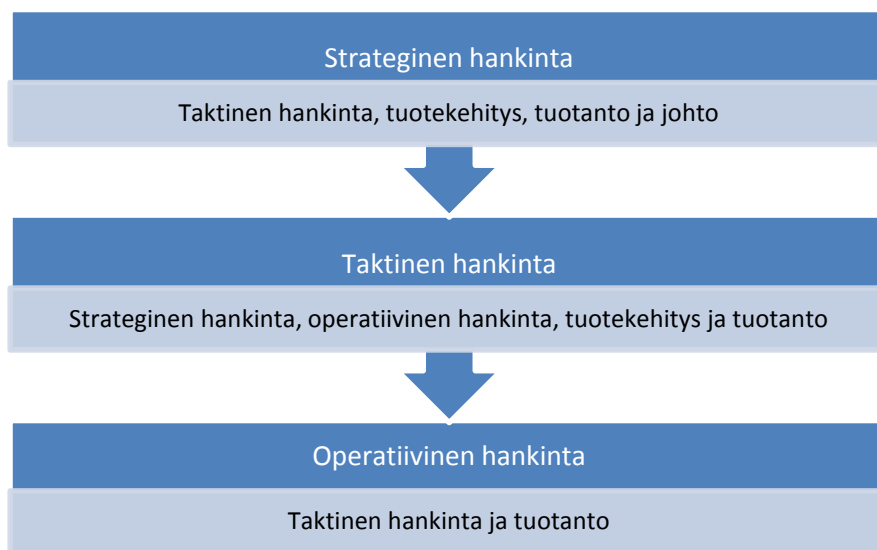 Strateginen hankinta
Taktinen hankinta, tuotekehitys, tuotanto ja johto
Taktinen hankinta
Strateginen hankinta, operatiivinen hankinta, tuotekehitys ja tuotanto
Operatiivinen hankinta
Taktinen hankinta ja tuotanto